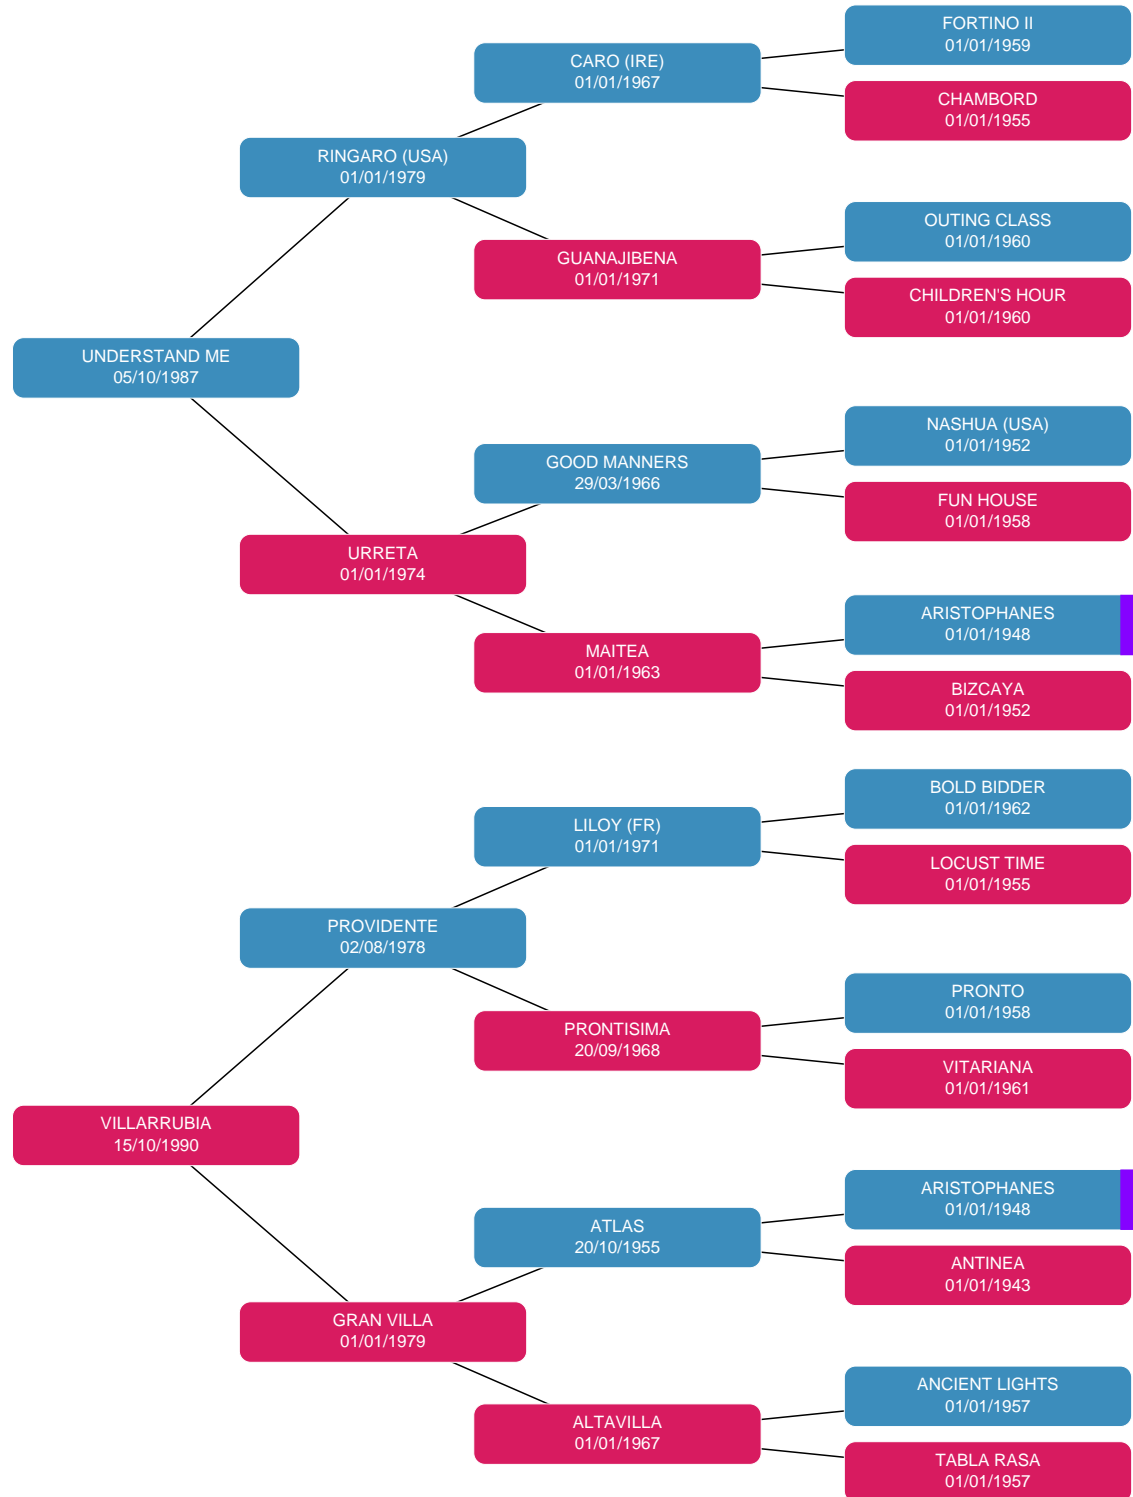 FORTINO II
01/01/1959
CARO (IRE)
01/01/1967
CHAMBORD
01/01/1955
RINGARO (USA)
01/01/1979
OUTING CLASS
01/01/1960
GUANAJIBENA
01/01/1971
CHILDREN'S HOUR
01/01/1960
UNDERSTAND ME
05/10/1987
NASHUA (USA)
01/01/1952
GOOD MANNERS
29/03/1966
FUN HOUSE
01/01/1958
URRETA
01/01/1974
ARISTOPHANES
01/01/1948
MAITEA
01/01/1963
BIZCAYA
01/01/1952
BOLD BIDDER
01/01/1962
LILOY (FR)
01/01/1971
LOCUST TIME
01/01/1955
PROVIDENTE
02/08/1978
PRONTO
01/01/1958
PRONTISIMA
20/09/1968
VITARIANA
01/01/1961
VILLARRUBIA
15/10/1990
ARISTOPHANES
01/01/1948
ATLAS
20/10/1955
ANTINEA
01/01/1943
GRAN VILLA
01/01/1979
ANCIENT LIGHTS
01/01/1957
ALTAVILLA
01/01/1967
TABLA RASA
01/01/1957